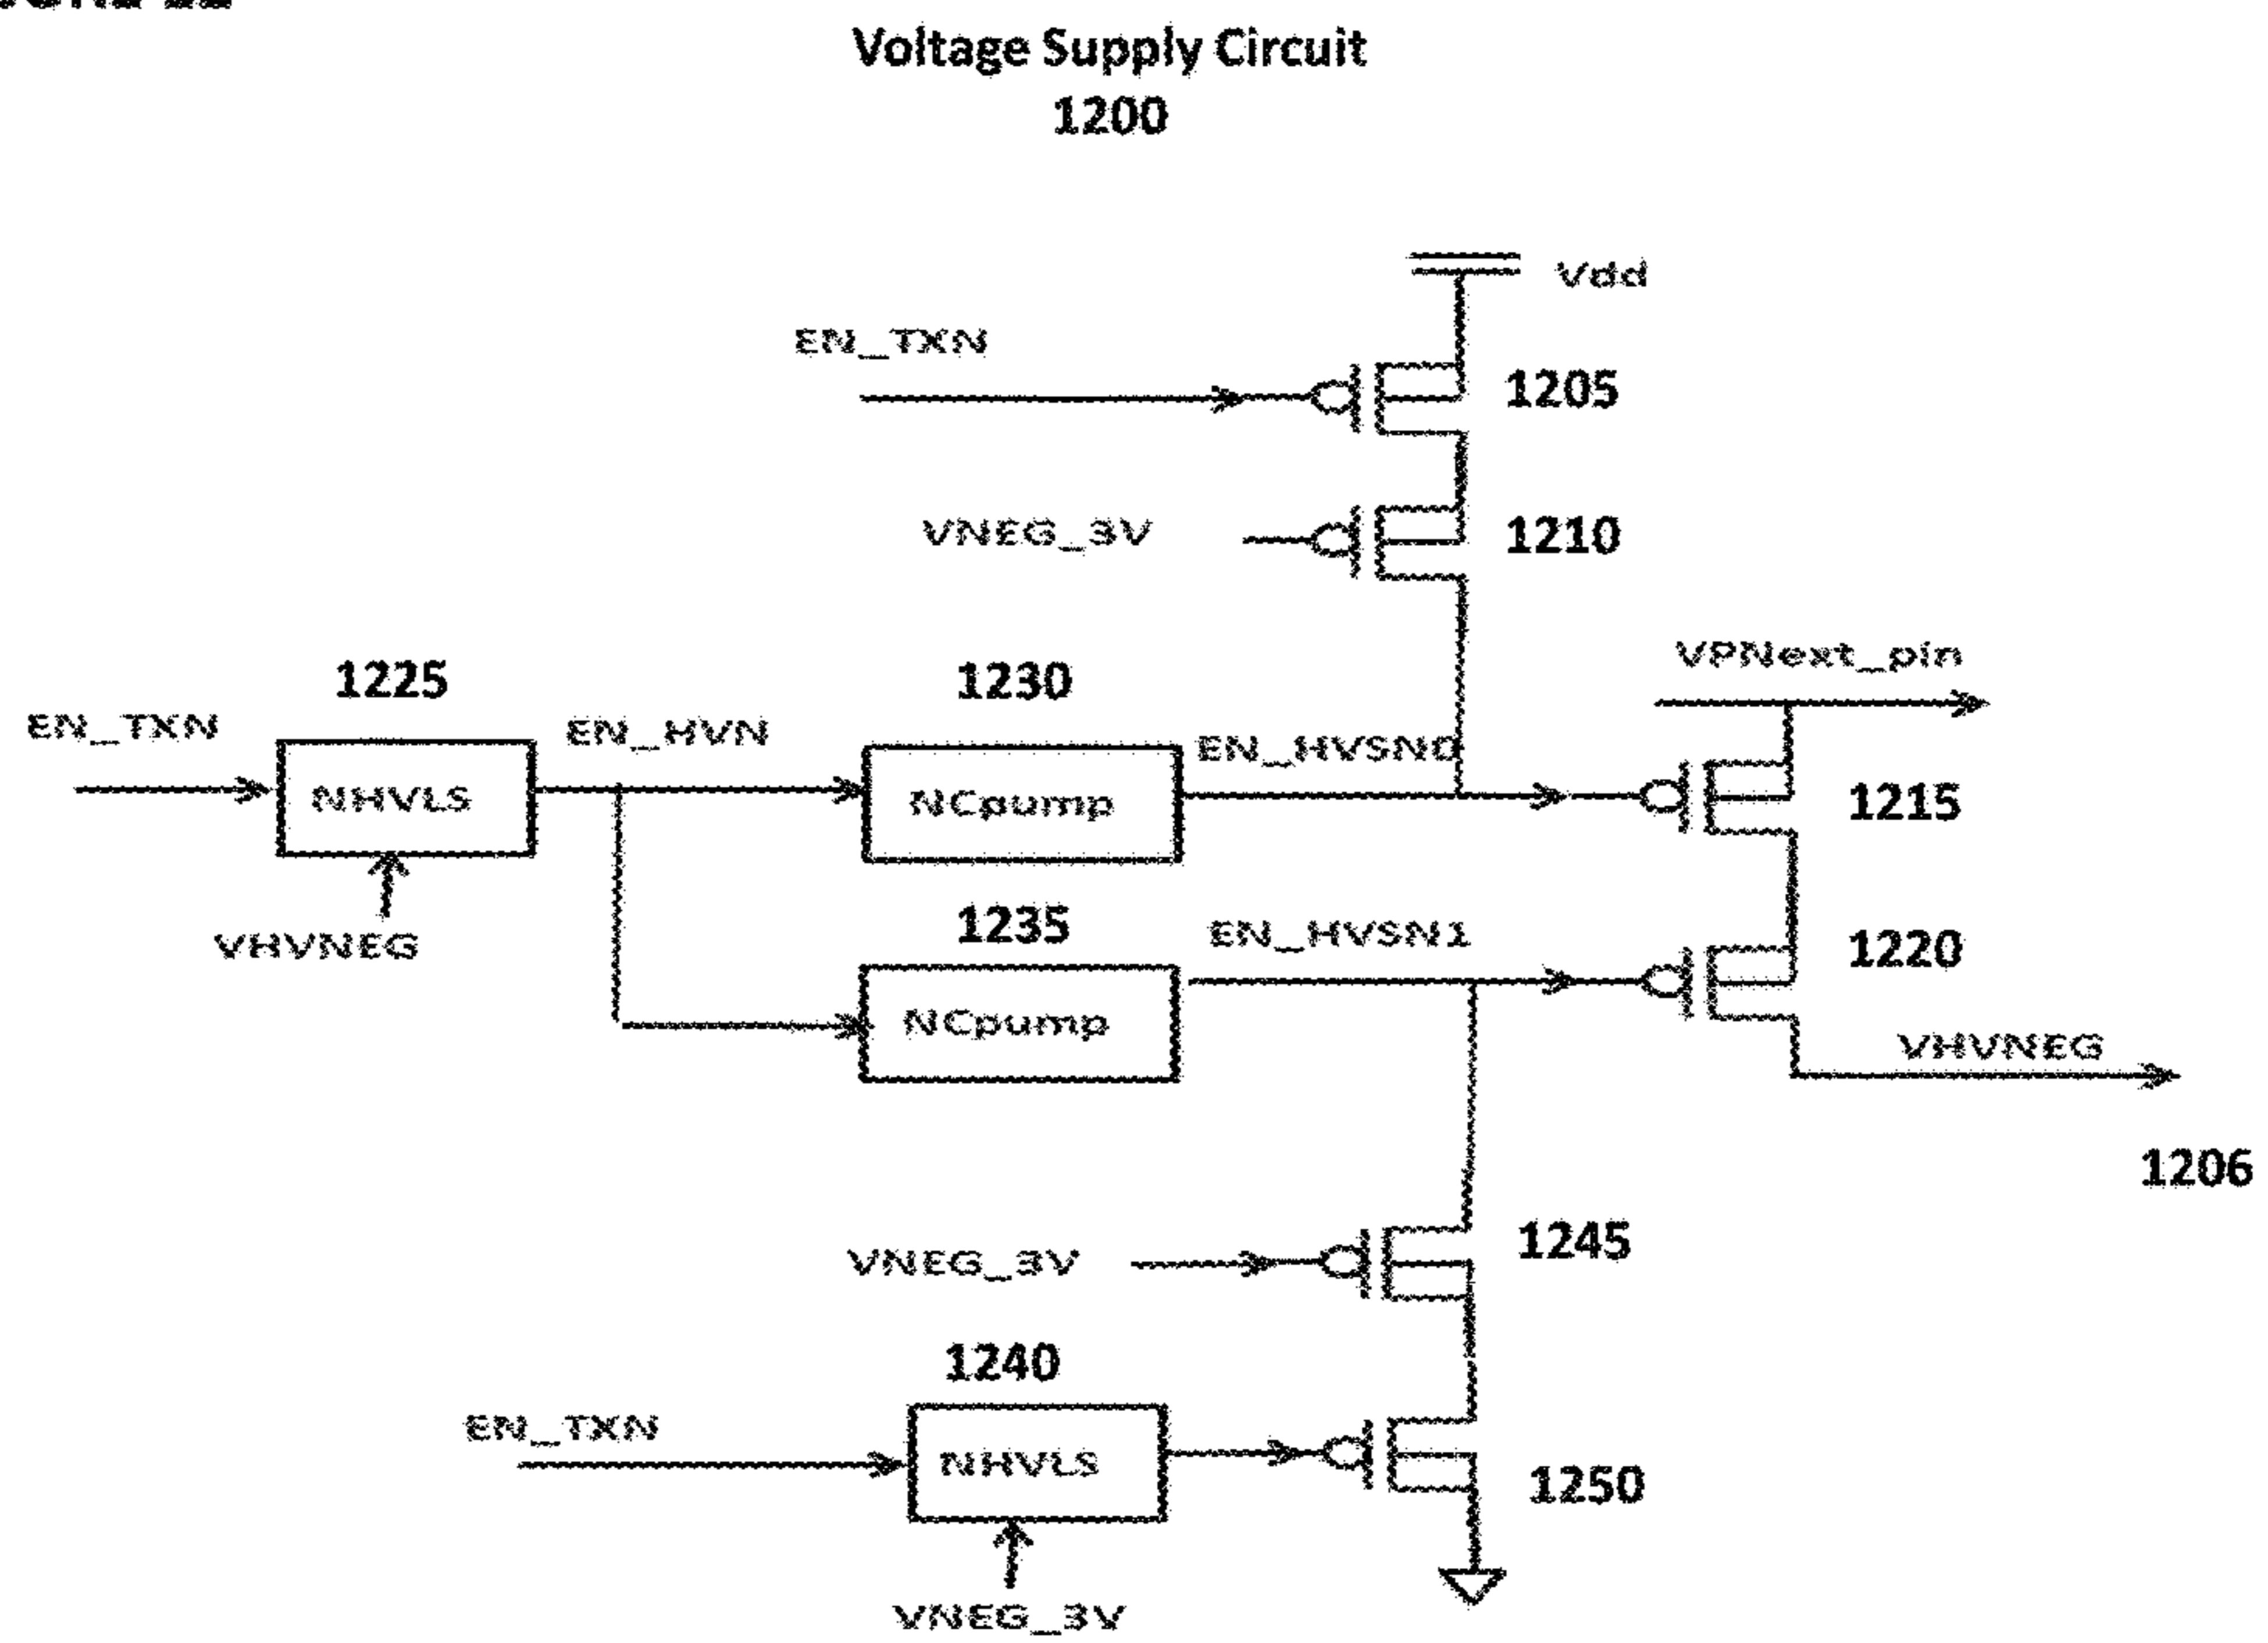 Voltage Supply Circuit
1200
Vdd
EN_TXN
1205
VNEG_3V
1210
VPNext_pin
1225
1230
EN_TXN
EN_HVN
EN_HVSN0
NHVLS
NCpump
1215
VHVNEG
1235
EN_HVSN1
1220
NCpump
VHVNEG
1206
VNEG_3V
1245
1240
EN_TXN
NHVLS
1250
VNEG_3V